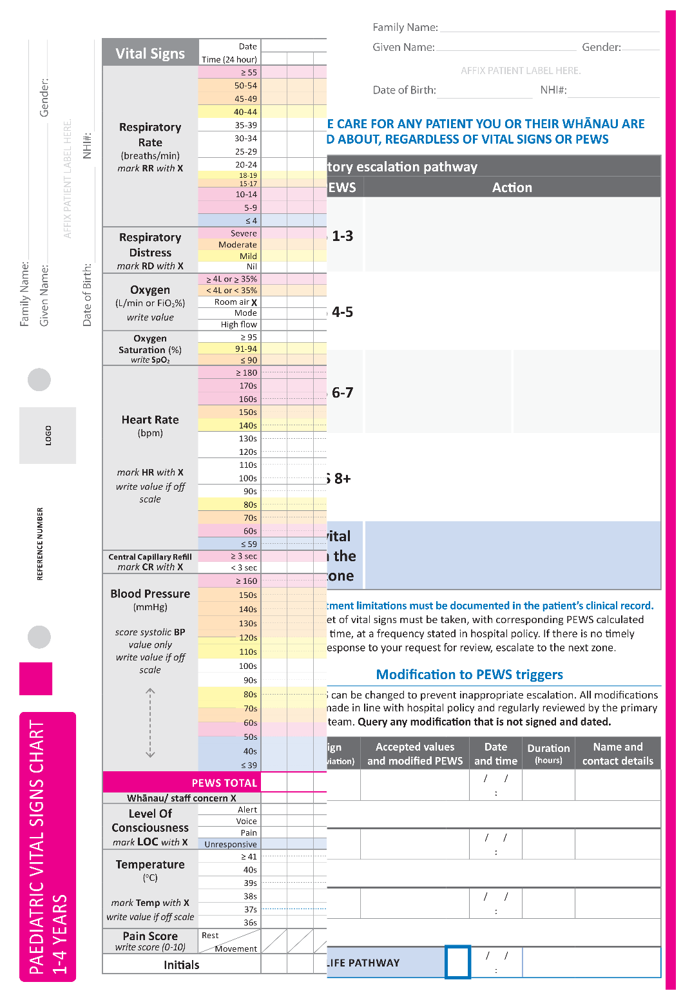 Family Name:
Given Name: Gender:
AFFIX PATIENT LABEL HERE.
Date of Birth: NHI#:
Family Name:
Given Name: Gender:
AFFIX PATIENT LABEL HERE.
Date of Birth: NHI#:
LOGO
REFERENCE NUMBER
PAEDIATRIC VITAL SIGNS CHART
1-4 YEARS
Vital Signs
Date
Time (24 hour)
Respiratory
Rate
(breaths/min)
mark RR with X
≥ 55
50-54
45-49
40-44
35-39
30-34
25-29
20-24
18-19
15-17
10-14
5-9
≤ 4
Respiratory
Distress
mark RD with X
Severe
Moderate
Mild
Nil
Oxygen
(L/min or FiO₂%)
write value
≥ 4L or ≥ 35%
< 4L or < 35%
Room air X
Mode
High flow
Oxygen
Saturation (%)
write SpO₂
≥ 95
91-94
≤ 90
Heart Rate
(bpm)
mark HR with X
write value if off
scale
≥ 180
170s
160s
150s
140s
130s
120s
110s
100s
90s
80s
70s
60s
≤ 59
Central Capillary Refill
mark CR with X
≥ 3 sec
< 3 sec
Blood Pressure
(mmHg)
score systolic BP
value only
write value if off
scale
≥ 160
150s
140s
130s
120s
110s
100s
90s
80s
70s
60s
50s
40s
≤ 39
PEWS TOTAL
Whānau/ staff concern X
Level Of
Consciousness
mark LOC with X
Alert
Voice
Pain
Unresponsive
Temperature
(°C)
mark Temp with X
write value if off scale
≥ 41
40s
39s
38s
37s
36s
Pain Score
write score (0-10)
Rest
Movement
Initials
E CARE FOR ANY PATIENT YOU OR THEIR WHĀNAU ARE
D ABOUT, REGARDLESS OF VITAL SIGNS OR PEWS
tory escalation pathway
EWS Action
1-3
4-5
6-7
S 8+
vital
the
one
tment limitations must be documented in the patient's clinical record.
et of vital signs must be taken, with corresponding PEWS calculated
time, at a frequency stated in hospital policy. If there is no timely
esponse to your request for review, escalate to the next zone.
Modification to PEWS triggers
S can be changed to prevent inappropriate escalation. All modifications
made in line with hospital policy and regularly reviewed by the primary
team. Query any modification that is not signed and dated.
ign Accepted values Date Duration Name and
viation) and modified PEWS and time (hours) contact details
/ /
:
/ /
:
/ /
:
LIFE PATHWAY / /
: